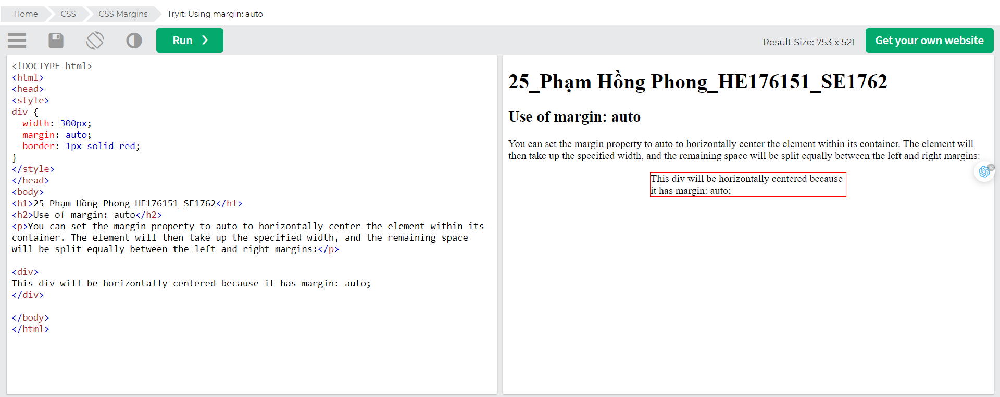 Home CSS CSS Margins Tryit: Using margin: auto
Run ❯ Result Size: 753 x 521 Get your own website
<!DOCTYPE html>
<html>
<head>
<style>
div {
  width: 300px;
  margin: auto;
  border: 1px solid red;
}
</style>
</head>
<body>
<h1>25_Phạm Hồng Phong_HE176151_SE1762</h1>
<h2>Use of margin: auto</h2>
<p>You can set the margin property to auto to horizontally center the element within its
container. The element will then take up the specified width, and the remaining space
will be split equally between the left and right margins:</p>
<div>
This div will be horizontally centered because it has margin: auto;
</div>
</body>
</html>
25_Phạm Hồng Phong_HE176151_SE1762
Use of margin: auto
You can set the margin property to auto to horizontally center the element within its container. The element will
then take up the specified width, and the remaining space will be split equally between the left and right margins:
This div will be horizontally centered because
it has margin: auto;